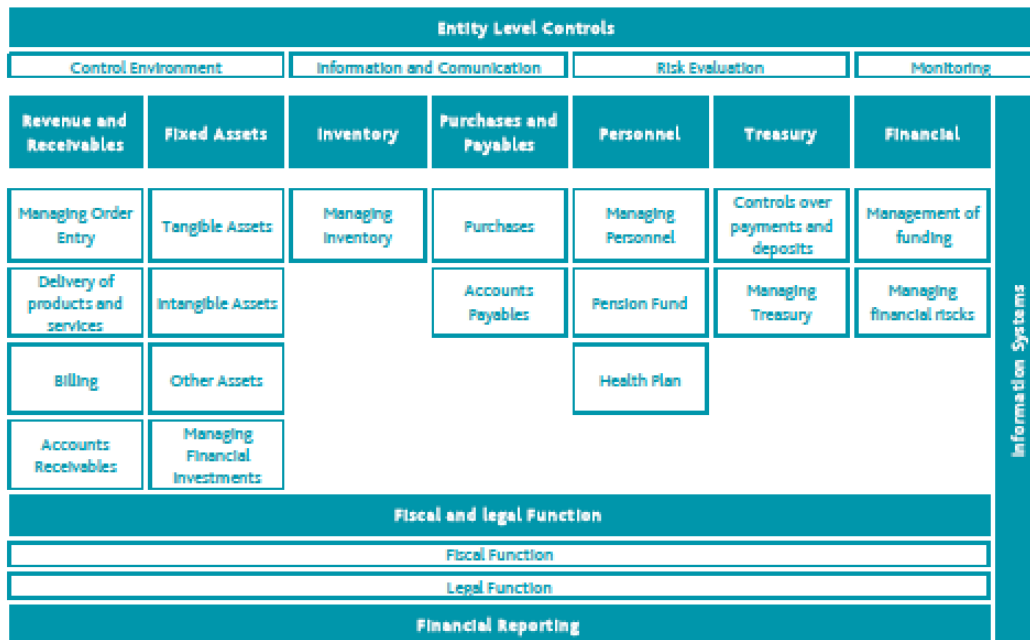 Entity Level Controls
Control Environment
Information and Comunication
Risk Evaluation
Monitoring
Revenue and
Receivables
Fixed Assets
Inventory
Purchases and
Payables
Personnel
Treasury
Financial
Managing Order
Entry
Tangible Assets
Managing
Inventory
Purchases
Managing
Personnel
Controls over
payments and
deposits
Management of
funding
Delivery of
products and
services
Intangible Assets
Accounts
Payables
Pension Fund
Managing
Treasury
Managing
financial riscks
Billing
Other Assets
Health Plan
Accounts
Receivables
Managing
Financial
Investments
Information Systems
Fiscal and legal Function
Fiscal Function
Legal Function
Financial Reporting